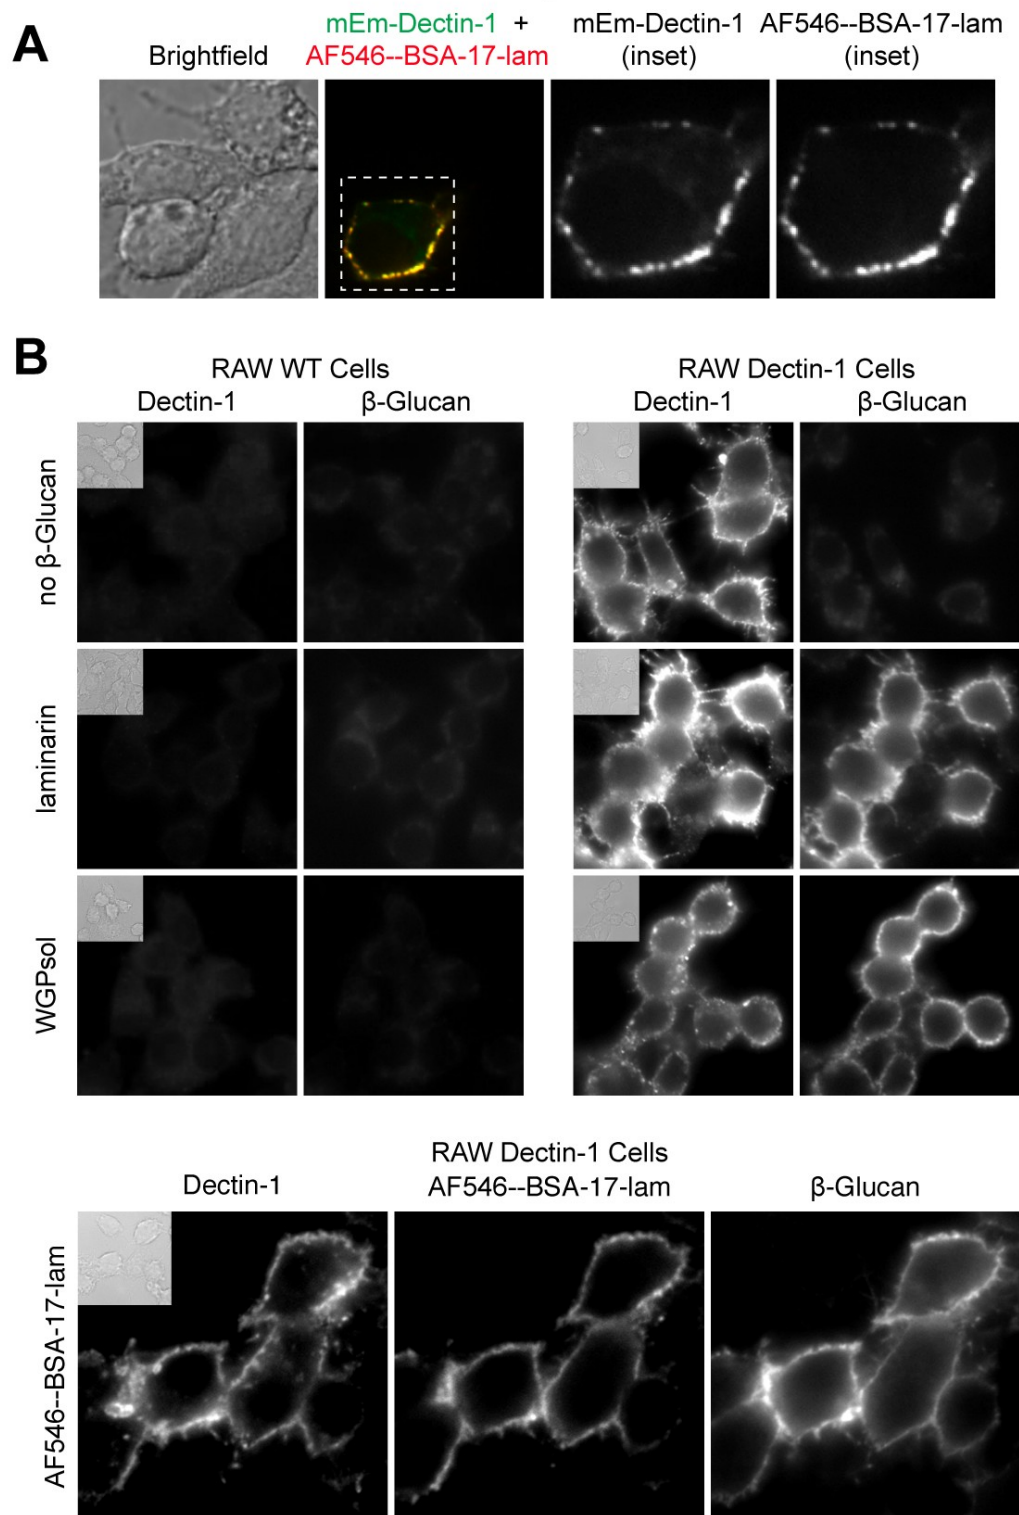 A
Brightfield
mEm-Dectin-1 +
AF546--BSA-17-lam
mEm-Dectin-1
(inset)
AF546--BSA-17-lam
(inset)
B
RAW WT Cells
Dectin-1
β-Glucan
RAW Dectin-1 Cells
Dectin-1
β-Glucan
no β-Glucan
laminarin
WGPsol
RAW Dectin-1 Cells
Dectin-1
AF546--BSA-17-lam
β-Glucan
AF546--BSA-17-lam